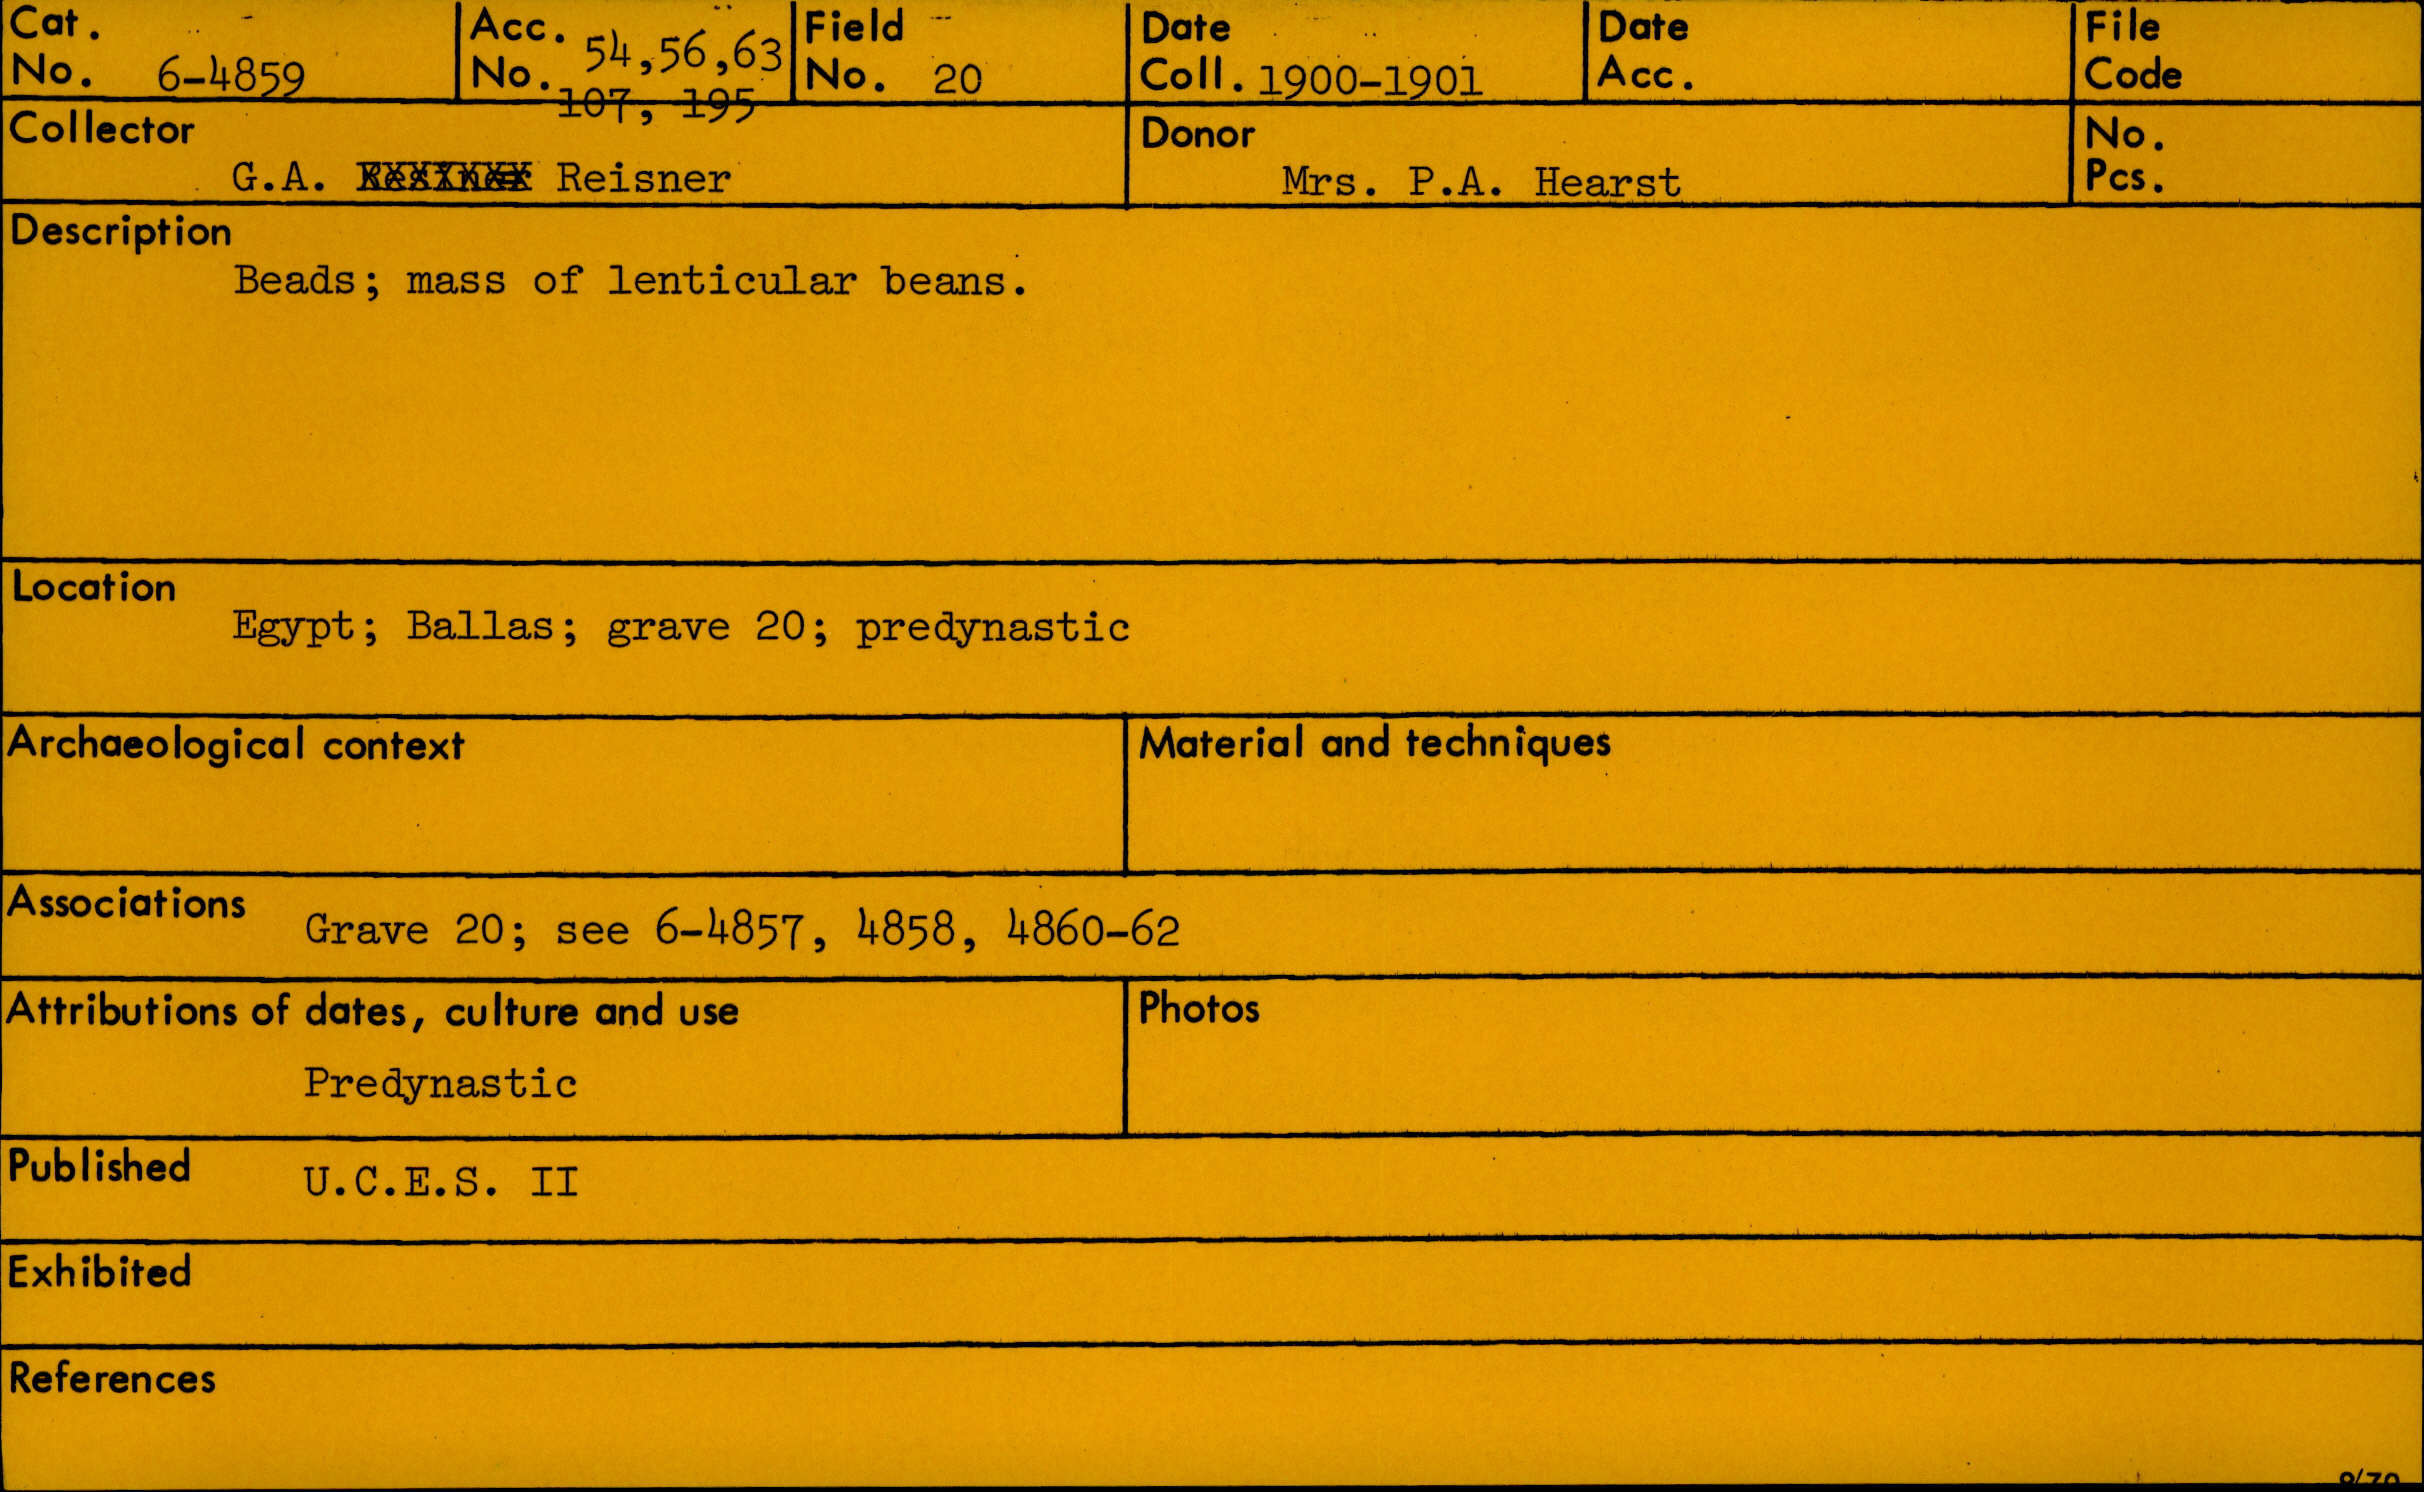 Cat. No. 6-4859
Acc. No. 54,56,63
107, 195
Field No. 20
Date Coll. 1900-1901
Date Acc.
File Code
Collector
G.A. Reisner
Donor
Mrs. P.A. Hearst
No. Pcs.
Description
Beads; mass of lenticular beans.
Location
Egypt; Ballas; grave 20; predynastic
Archaeological context
Material and techniques
Associations
Grave 20; see 6-4857, 4858, 4860-62
Attributions of dates, culture and use
Predynastic
Photos
Published
U.C.E.S. II
Exhibited
References